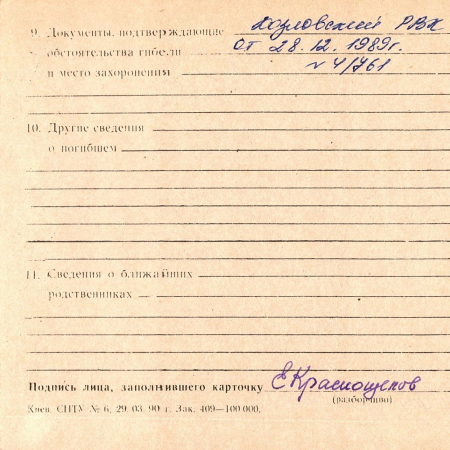 9. Документы, подтверждающие Козловский РВК
обстоятельства гибели от 28.12.1989г.
и место захоронения № 4/761
10. Другие сведения
о погибшем
11. Сведения о ближайших
родственниках
Подпись лица, заполнившего карточку ЕКраснощепов
(разборчиво)
Киев. СПТУ № 6, 29. 03. 90 г. Зак. 409—100 000.